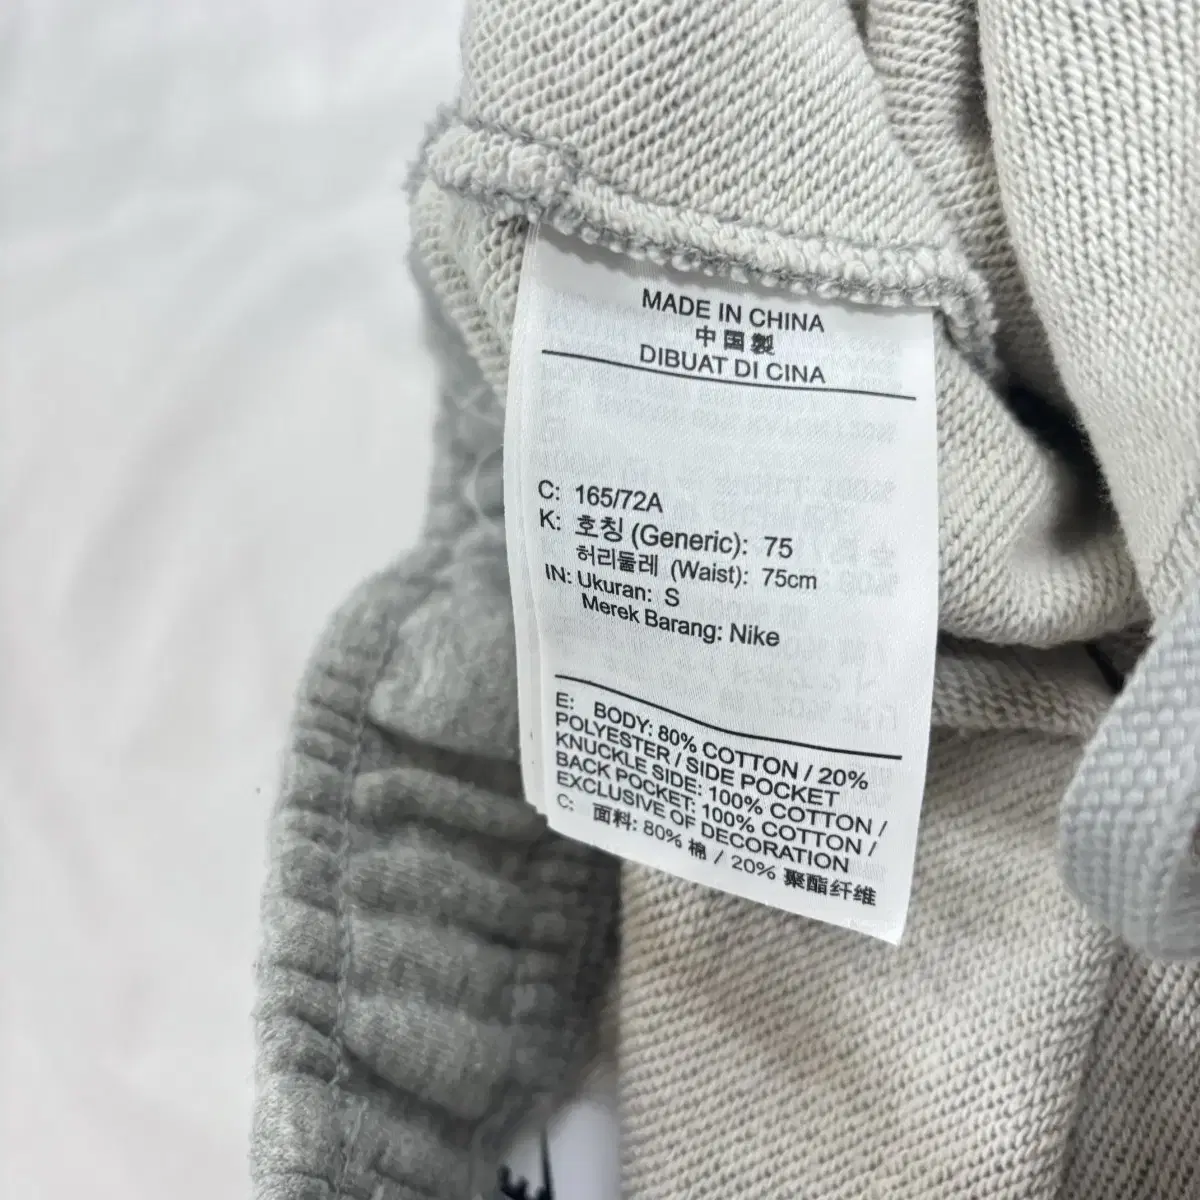 MADE IN CHINA
中国製
DIBUAT DI CINA
C: 165/72A
K: 호칭 (Generic): 75
허리둘레 (Waist): 75cm
IN: Ukuran: S
Merek Barang: Nike
E: BODY: 80% COTTON / 20%
POLYESTER / SIDE POCKET
KNUCKLE SIDE: 100% COTTON /
BACK POCKET: 100% COTTON /
EXCLUSIVE OF DECORATION
C: 面料: 80% 棉 / 20% 聚酯纤维